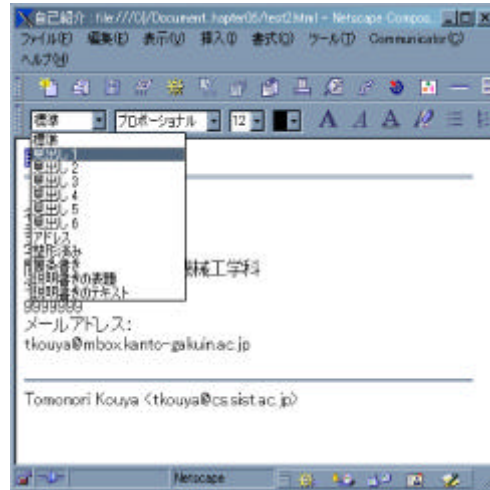 自己紹介 : file:///C|/Document. hapter06/test2.html - Netscape Compos.
ファイル(F) 編集(E) 表示(V) 挿入(I) 書式(O) ツール(T) Communicator(C)
ヘルプ(H)
標準 プロポーショナル 12
標準
見出し 1
見出し 2
見出し 3
見出し 4
見出し 5
見出し 6
アドレス
整形済み
箇条書き
説明書きの表題
説明書きのテキスト
機械工学科
9999999
メールアドレス:
tkouya@mbox.kanto-gakuin.ac.jp
Tomonori Kouya <tkouya@cs.sist.ac.jp>
Netscape